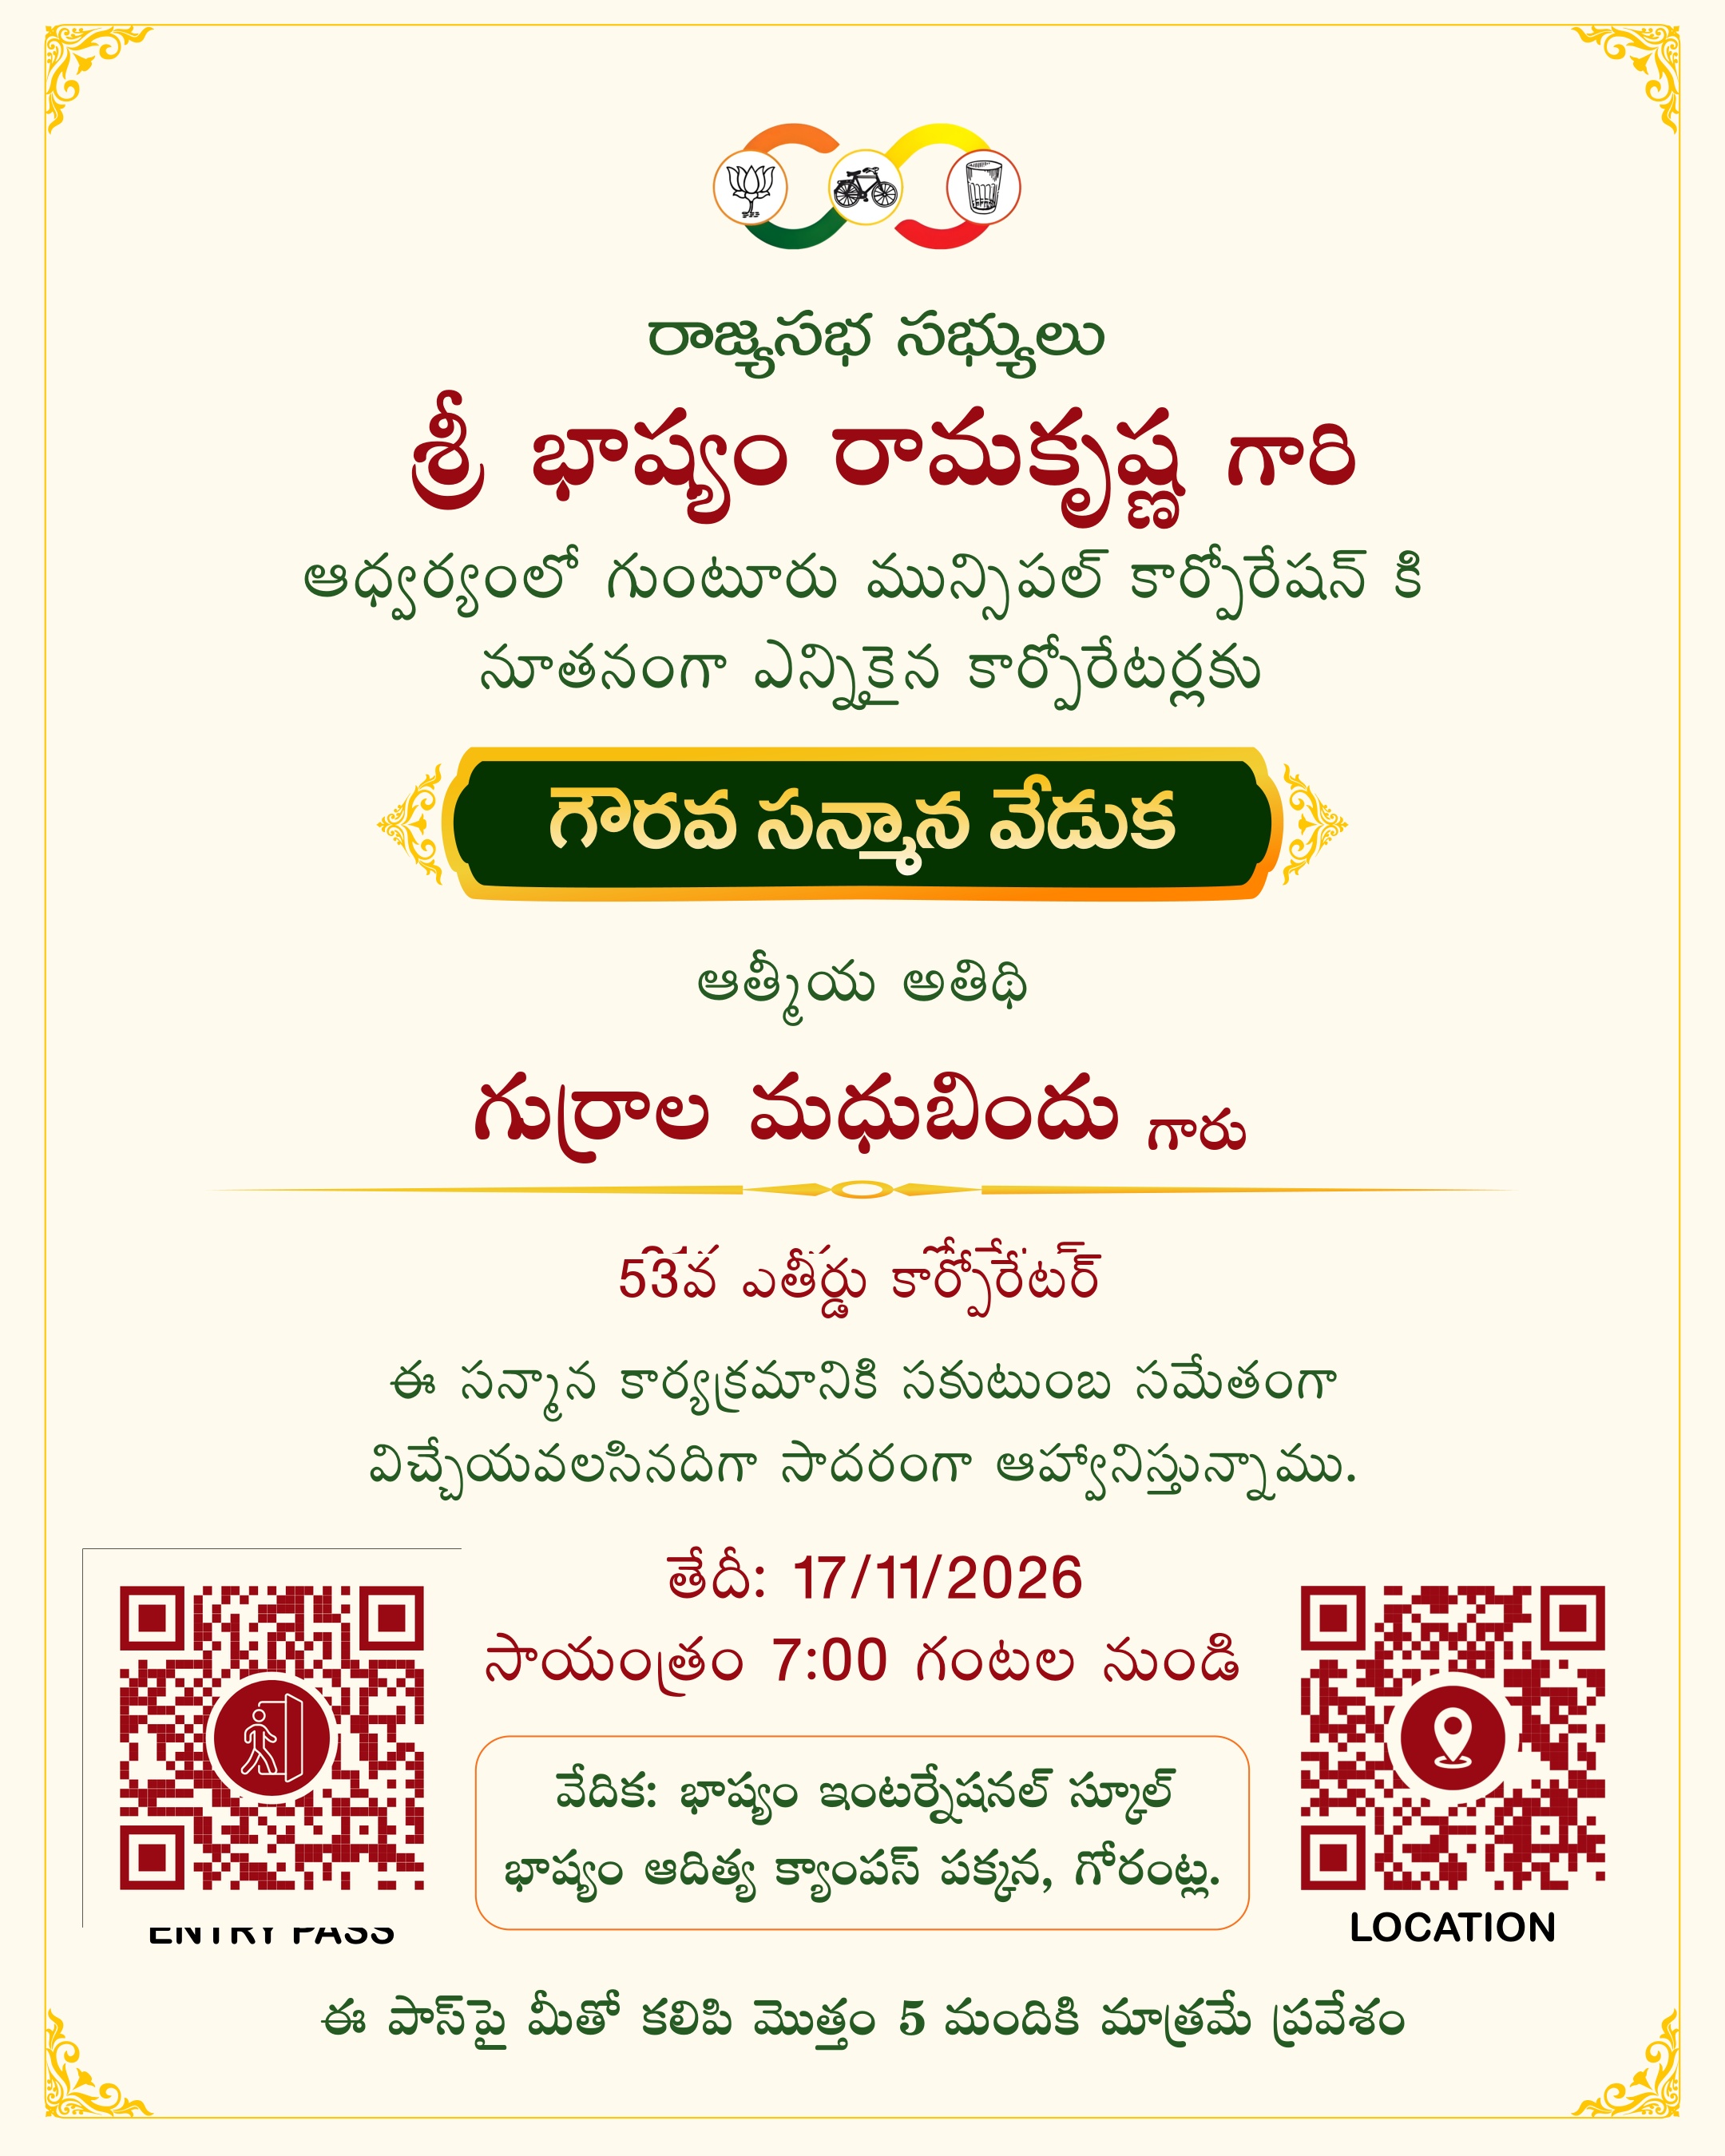 రాజ్యసభ సభ్యులు
శ్రీ భాష్యం రామకృష్ణ గారి
ఆధ్వర్యంలో గుంటూరు మున్సిపల్ కార్పోరేషన్ కి
నూతనంగా ఎన్నికైన కార్పోరేటర్లకు
గౌరవ సన్మాన వేడుక
ఆత్మీయ అతిథి
గుర్రాల మధుబిందు గారు
53వ కార్పోరేటర్
ఈ సన్మాన కార్యక్రమానికి సకుటుంబ సమేతంగా
విచ్చేయవలసినదిగా సాదరంగా ఆహ్వానిస్తున్నాము.
తేదీ: 17/11/2026
సాయంత్రం 7:00 గంటల నుండి
వేదిక: భాష్యం ఇంటర్నేషనల్ స్కూల్
భాష్యం ఆదిత్య క్యాంపస్ పక్కన, గోరంట్ల.
ENTRY PASS
LOCATION
ఈ పాస్‌పై మీతో కలిపి మొత్తం 5 మందికి మాత్రమే ప్రవేశం